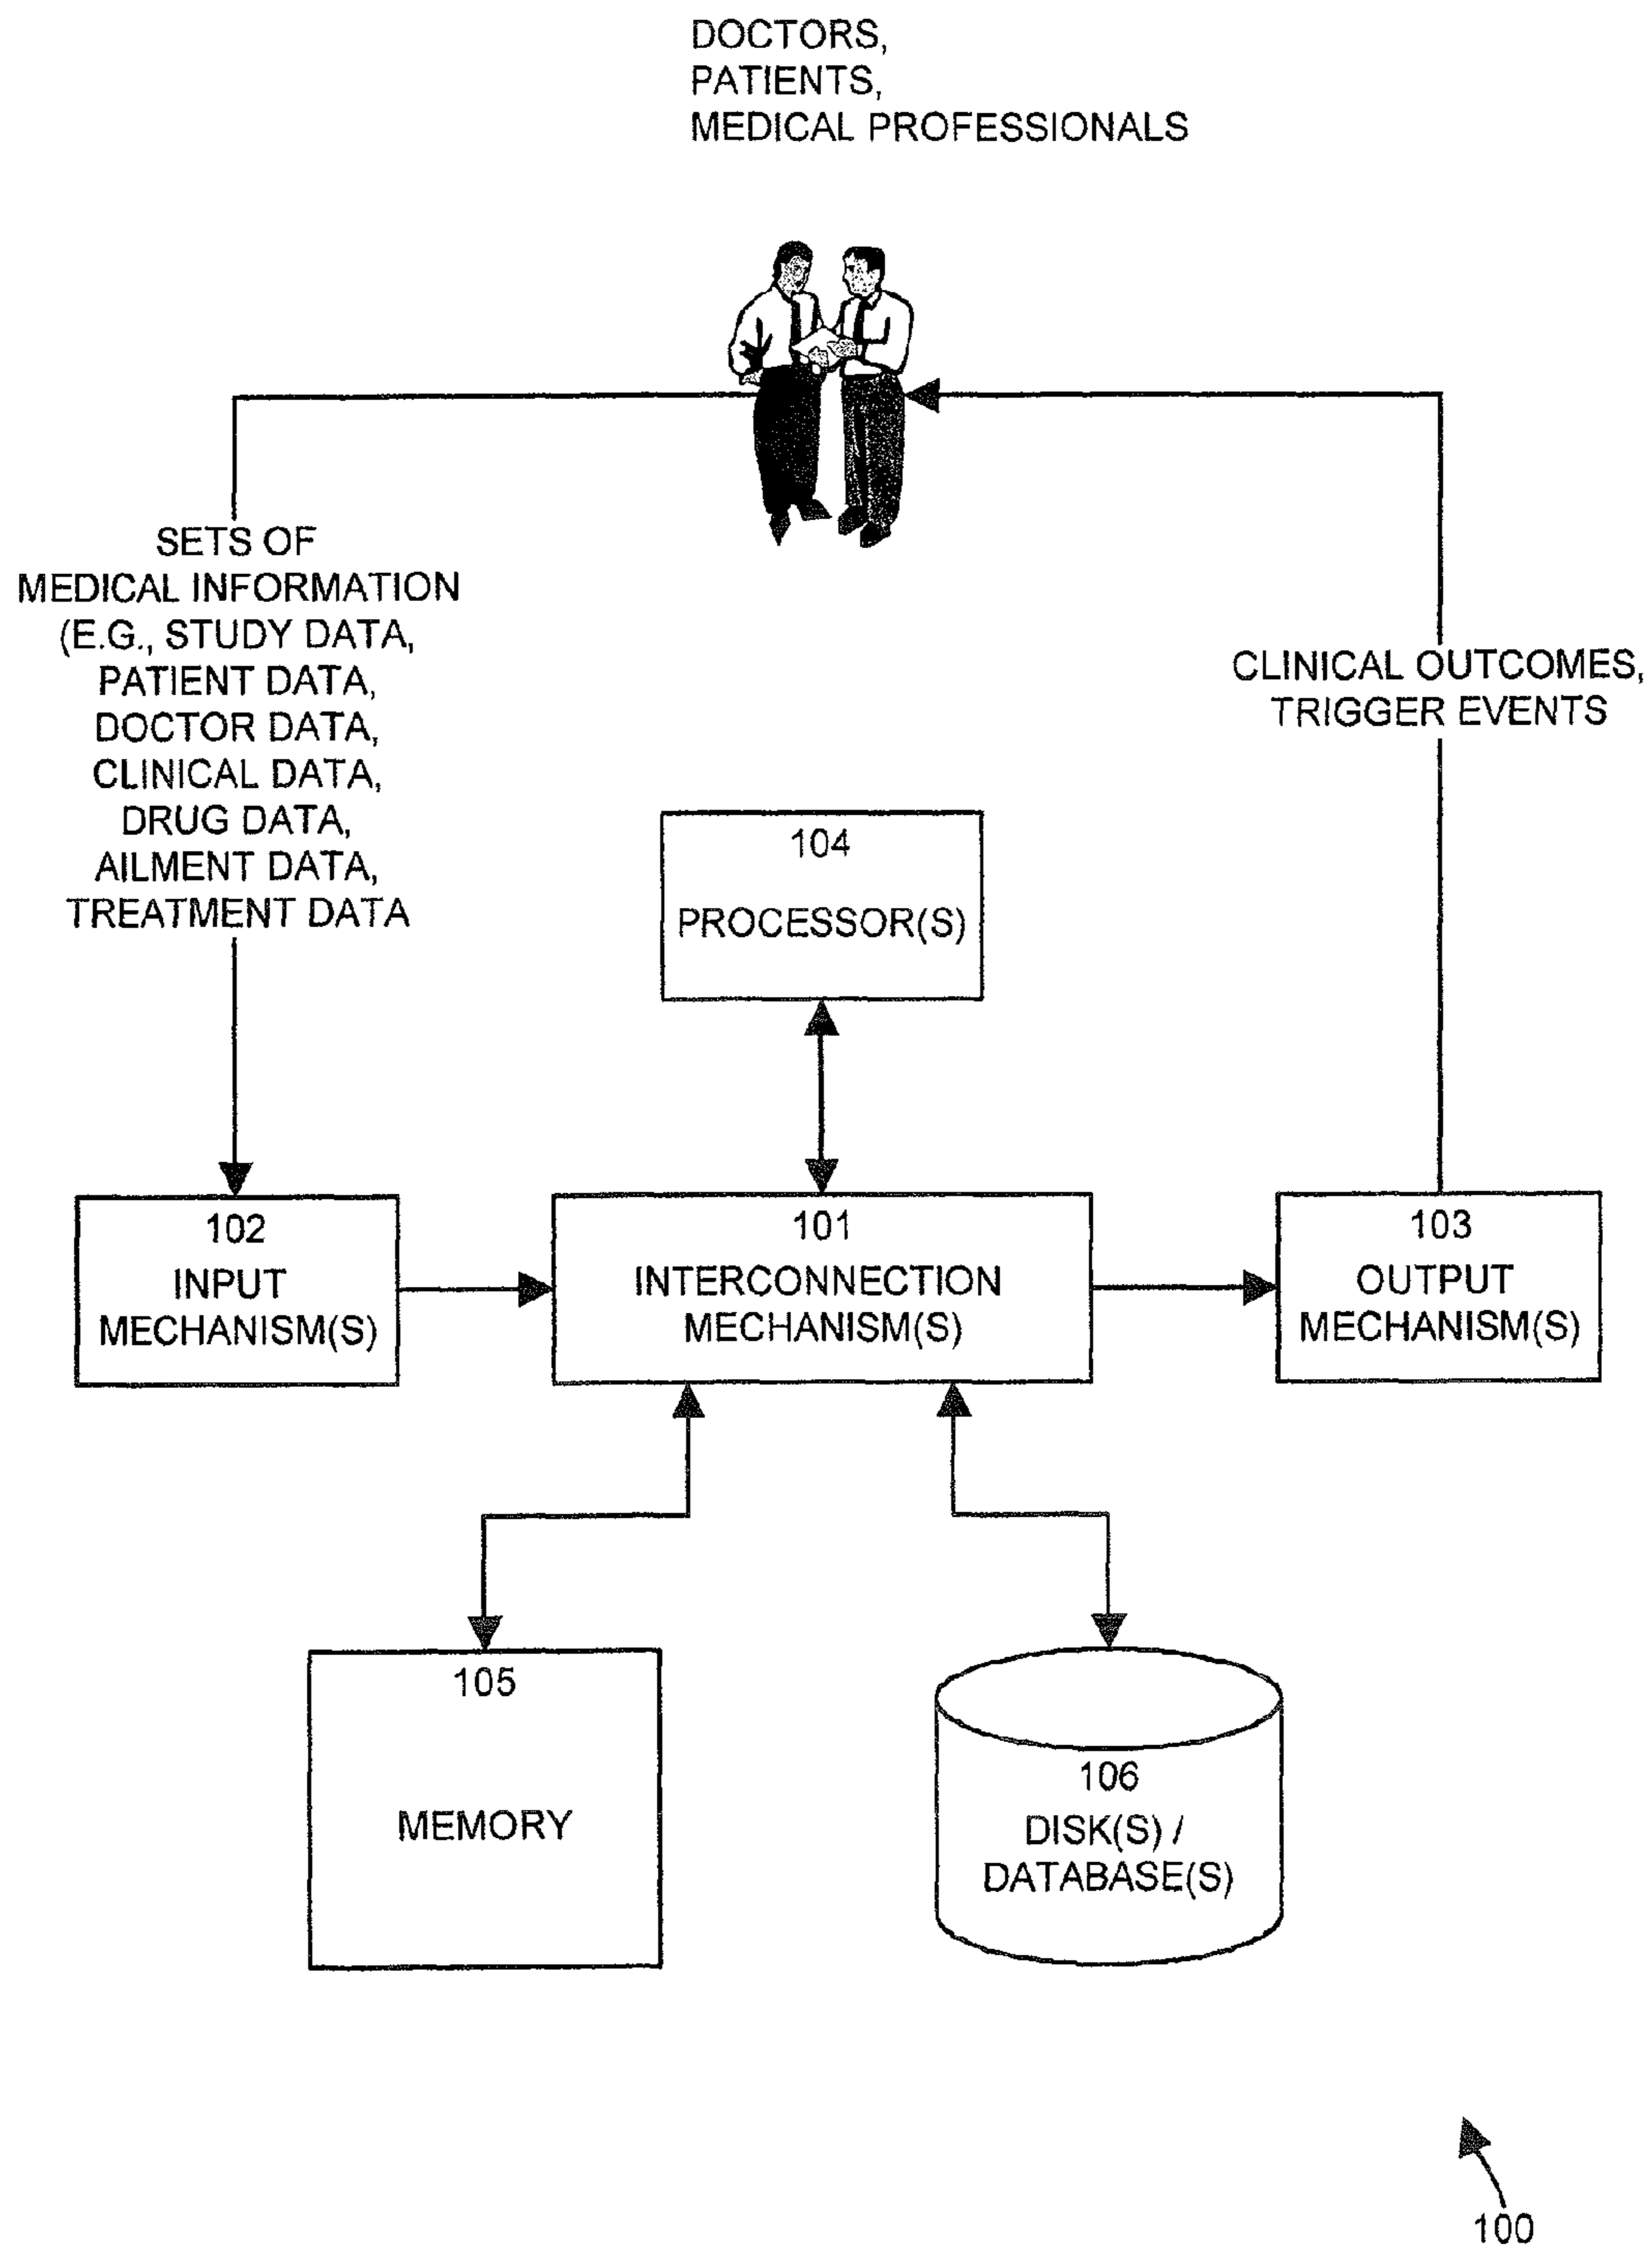 DOCTORS,
PATIENTS,
MEDICAL PROFESSIONALS
SETS OF
MEDICAL INFORMATION
(E.G., STUDY DATA,
PATIENT DATA,
DOCTOR DATA,
CLINICAL DATA,
DRUG DATA,
AILMENT DATA,
TREATMENT DATA
CLINICAL OUTCOMES,
TRIGGER EVENTS
104
PROCESSOR(S)
102
INPUT
MECHANISM(S)
101
INTERCONNECTION
MECHANISM(S)
103
OUTPUT
MECHANISM(S)
105
MEMORY
106
DISK(S) /
DATABASE(S)
100